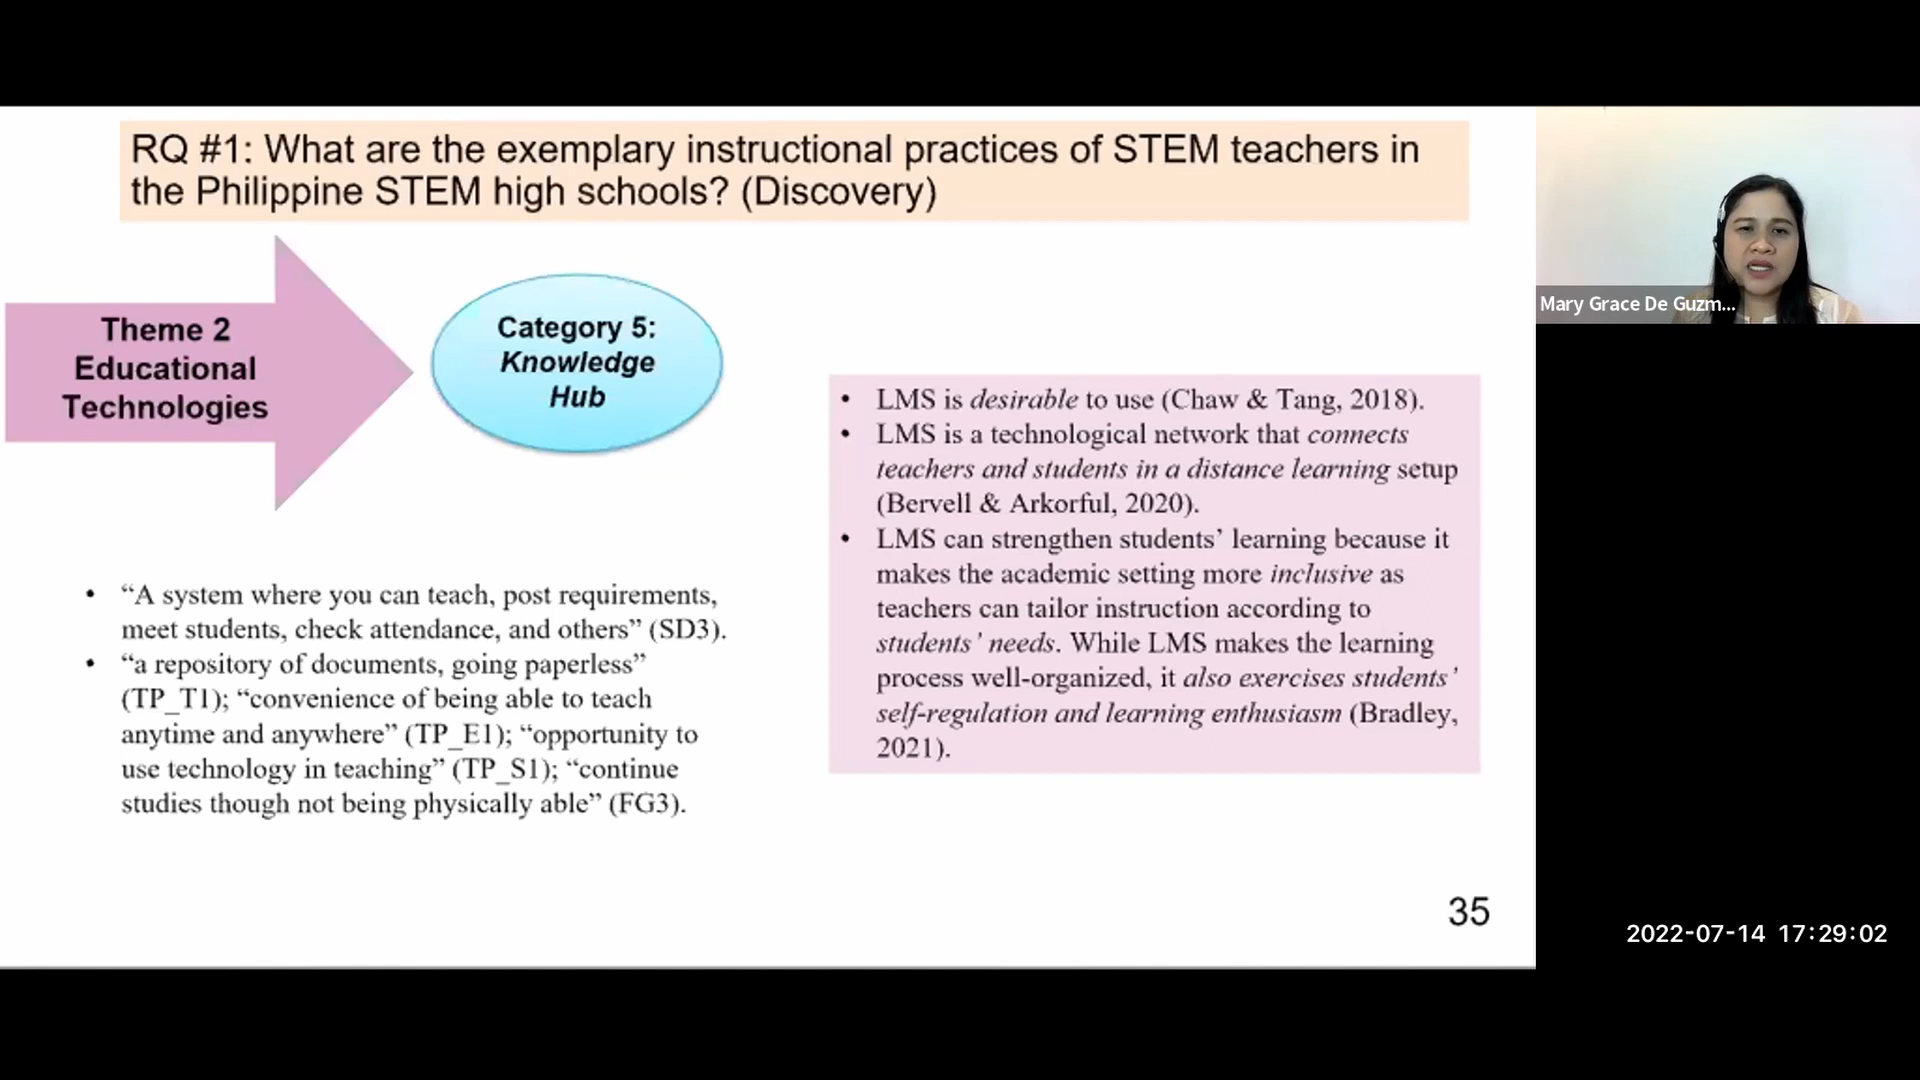 RQ #1: What are the exemplary instructional practices of STEM teachers in
the Philippine STEM high schools? (Discovery)
Theme 2
Educational
Technologies
Category 5:
Knowledge
Hub
• “A system where you can teach, post requirements,
meet students, check attendance, and others” (SD3).
• “a repository of documents, going paperless”
(TP_T1); “convenience of being able to teach
anytime and anywhere” (TP_E1); “opportunity to
use technology in teaching” (TP_S1); “continue
studies though not being physically able” (FG3).
• LMS is desirable to use (Chaw & Tang, 2018).
• LMS is a technological network that connects
teachers and students in a distance learning setup
(Bervell & Arkorful, 2020).
• LMS can strengthen students’ learning because it
makes the academic setting more inclusive as
teachers can tailor instruction according to
students’ needs. While LMS makes the learning
process well-organized, it also exercises students’
self-regulation and learning enthusiasm (Bradley,
2021).
35
Mary Grace De Guzm...
2022-07-14 17:29:02